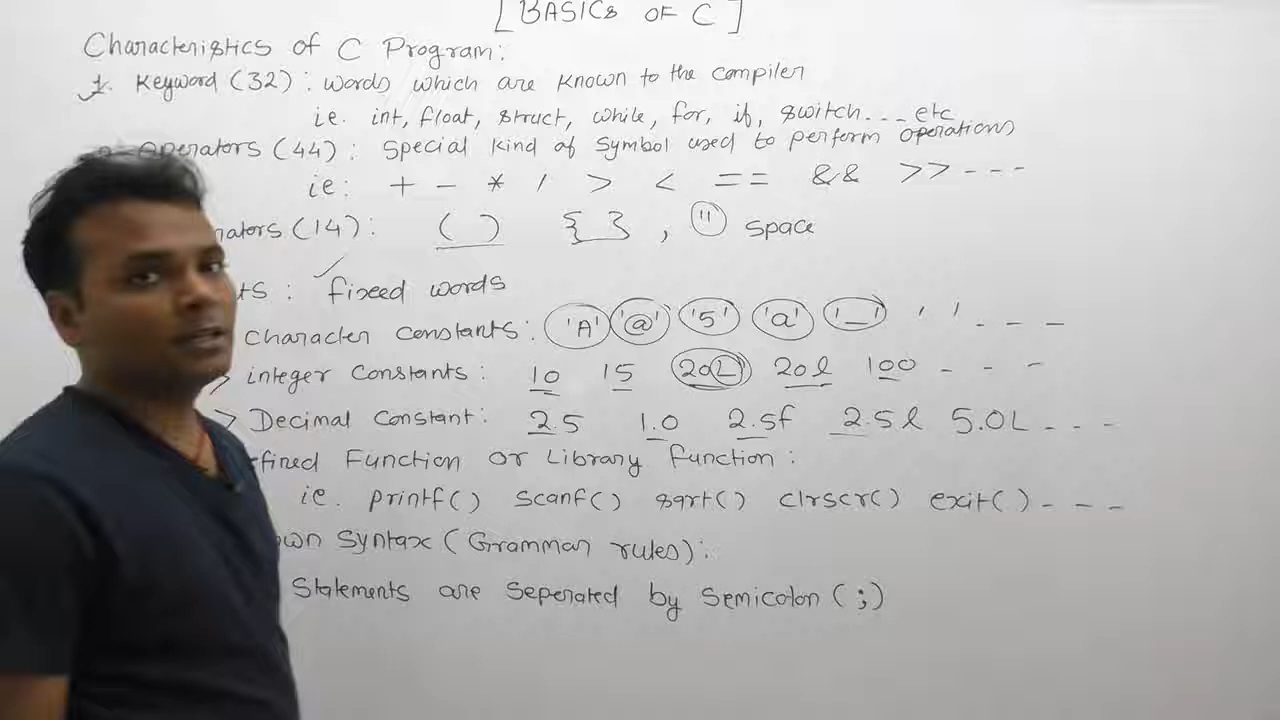 [BASICs OF C]
Characteristics of C Program:
1. Keyword (32) : words which are known to the compiler
i.e. int, float, struct, while, for, if, switch... etc
Operators (44) : Special kind of Symbol used to perform operations
ie: + - * / > < == && >> ---
ators (14) : ( ) { } , " space
ts : fixed words
Character constants : 'A' '@' '5' 'a' '_' ' ' - - -
> integer Constants : 10 15 20L 20l 100 - - -
> Decimal Constant : 2.5 1.0 2.5f 2.5l 5.0L - - -
fined Function or Library function :
ie. printf() scanf() sqrt() clrscr() exit() - - -
own Syntax (Grammar rules) :
Statements are Seperated by Semicolon (;)